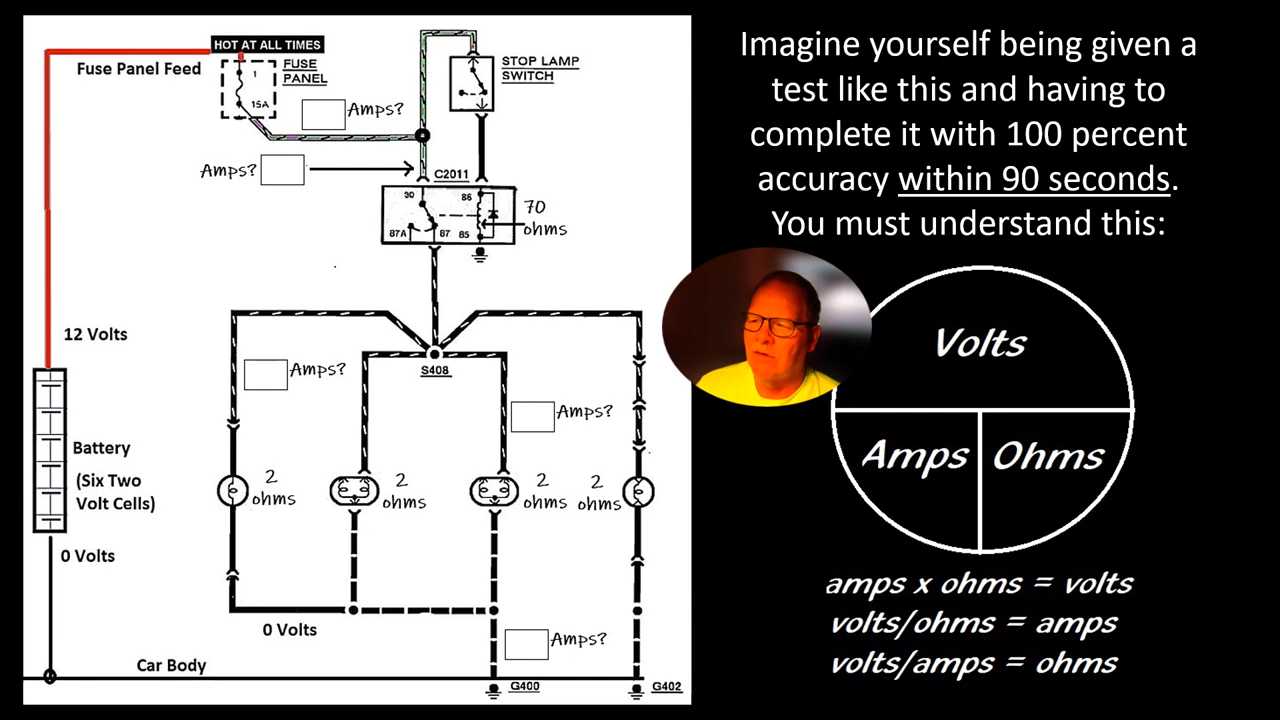 HOT AT ALL TIMES
Fuse Panel Feed
1
15A
FUSE
PANEL
Amps?
STOP LAMP
SWITCH
Amps?
C2011
30
86
87A
87
85
70
ohms
12 Volts
Amps?
S408
Amps?
Battery
(Six Two
Volt Cells)
2
ohms
2
ohms
2
ohms
2
ohms
0 Volts
0 Volts
Amps?
Car Body
G400
G402
Imagine yourself being given a
test like this and having to
complete it with 100 percent
accuracy within 90 seconds.
You must understand this:
Volts
Amps
Ohms
amps x ohms = volts
volts/ohms = amps
volts/amps = ohms